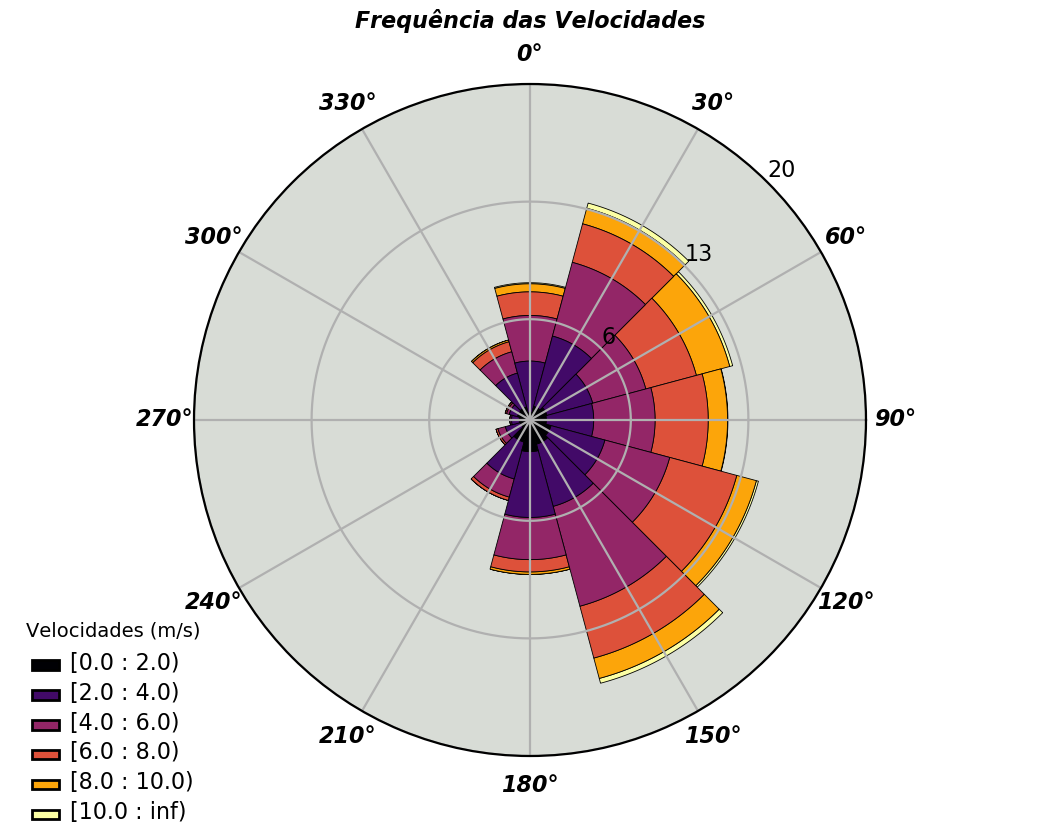 Frequência das Velocidades
0°
330°
30°
20
300°
60°
13
6
270°
90°
240°
120°
210°
150°
180°
Velocidades (m/s)
[0.0 : 2.0)
[2.0 : 4.0)
[4.0 : 6.0)
[6.0 : 8.0)
[8.0 : 10.0)
[10.0 : inf)